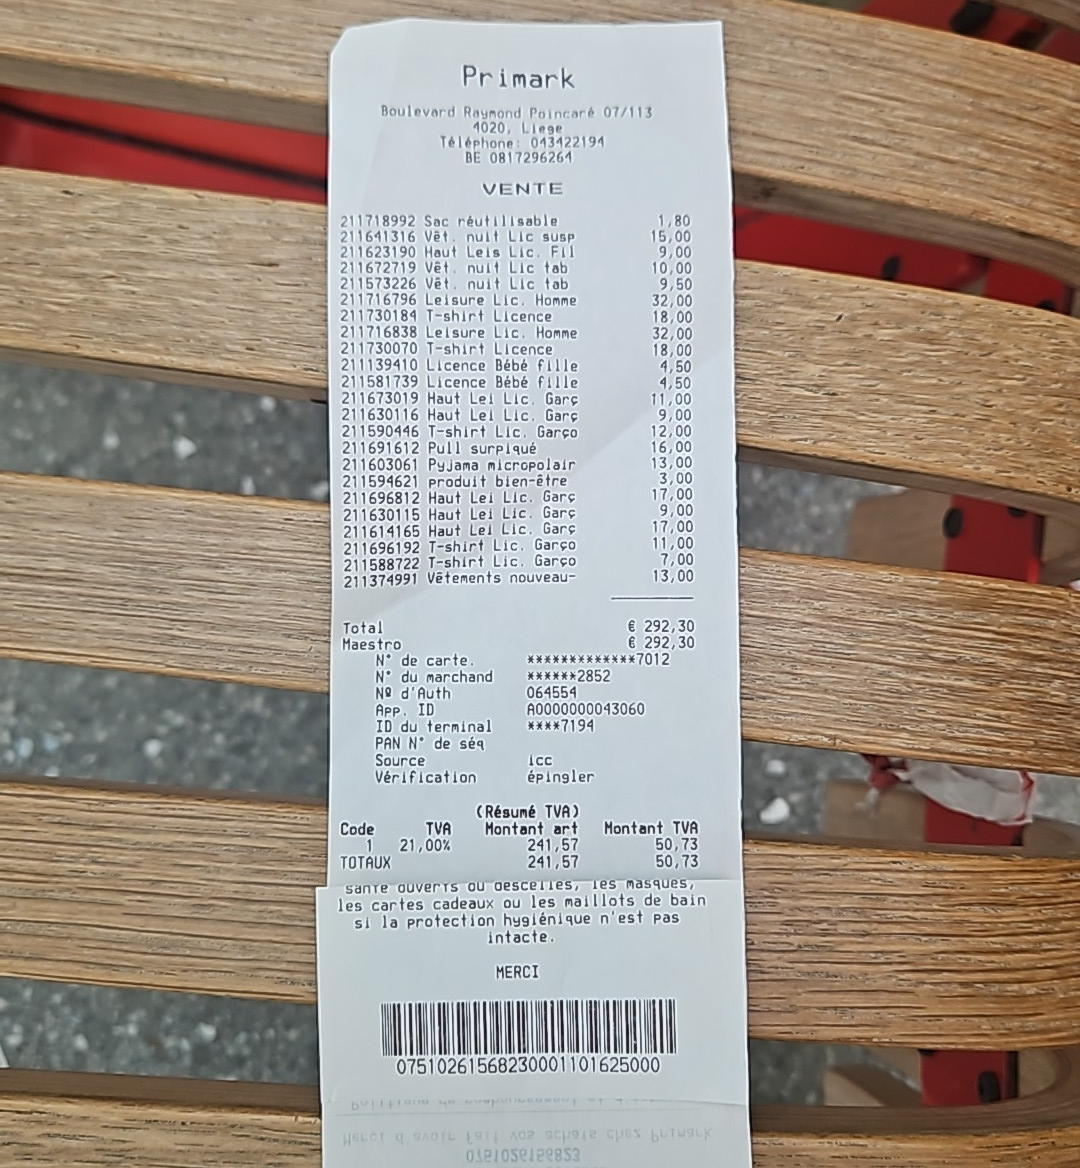 Primark
Boulevard Raymond Poincaré 07/113
4020, Liege
Téléphone: 043422194
BE 0817296264
VENTE
211718992 Sac réutilisable 1,80
211641316 Vêt. nuit Lic susp 15,00
211623190 Haut Leis Lic. Fil 9,00
211672719 Vêt. nuit Lic tab 10,00
211573226 Vêt. nuit Lic tab 9,50
211716796 Leisure Lic. Homme 32,00
211730184 T-shirt Licence 18,00
211716838 Leisure Lic. Homme 32,00
211730070 T-shirt Licence 18,00
211139410 Licence Bébé fille 4,50
211581739 Licence Bébé fille 4,50
211673019 Haut Lei Lic. Garç 11,00
211630116 Haut Lei Lic. Garç 9,00
211590446 T-shirt Lic. Garço 12,00
211691612 Pull surpiqué 16,00
211603061 Pyjama micropolair 13,00
211594621 produit bien-être 3,00
211696812 Haut Lei Lic. Garç 17,00
211630115 Haut Lei Lic. Garç 9,00
211614165 Haut Lei Lic. Garç 17,00
211696192 T-shirt Lic. Garço 11,00
211588722 T-shirt Lic. Garço 7,00
211374991 Vêtements nouveau- 13,00
Total € 292,30
Maestro € 292,30
N° de carte. *************7012
N° du marchand ******2852
Nº d'Auth 064554
App. ID A0000000043060
ID du terminal ****7194
PAN N° de séq
Source icc
Vérification épingler
(Résumé TVA)
Code TVA Montant art Montant TVA
1 21,00% 241,57 50,73
TOTAUX 241,57 50,73
santé ouverts ou descellés, les masques,
les cartes cadeaux ou les maillots de bain
si la protection hygiénique n'est pas
intacte.
MERCI
07510261568230001101625000
Merci d'avoir fait vos achats chez Primark